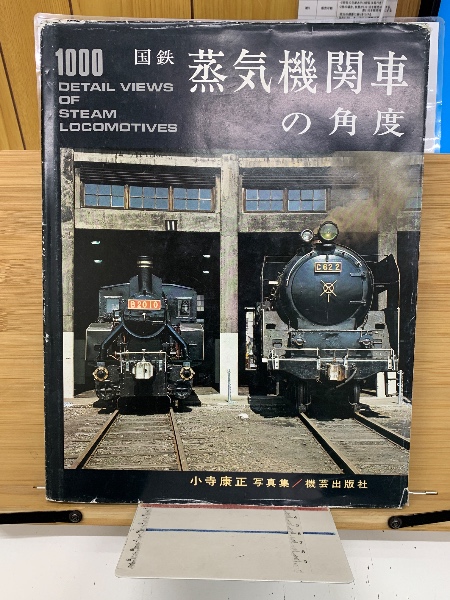 1000
DETAIL VIEWS
OF
STEAM
LOCOMOTIVES
国鉄 蒸気機関車
の角度
B2010
C622
小寺康正 写真集/機芸出版社